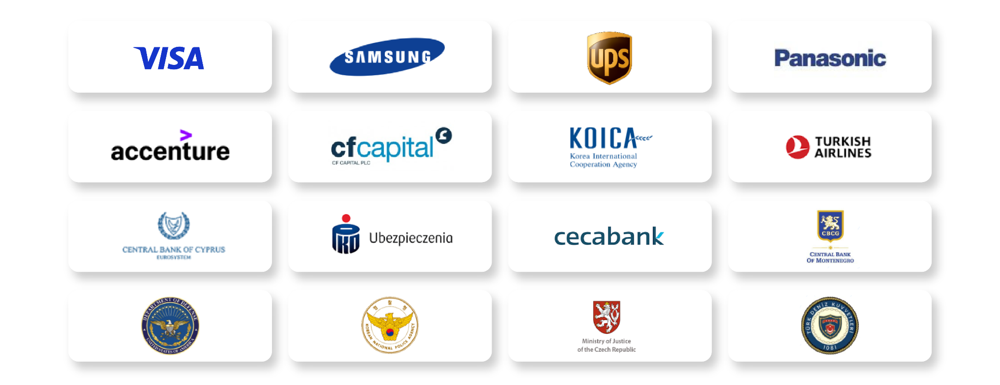 VISA
SAMSUNG
ups
Panasonic
accenture
>
cfcapital
CF CAPITAL PLC
KOICA
Korea International
Cooperation Agency
TURKISH
AIRLINES
CENTRAL BANK OF CYPRUS
EUROSYSTEM
PKO
Ubezpieczenia
cecabank
CBCG
CENTRAL BANK
OF MONTENEGRO
DEPARTMENT OF DEFENSE
UNITED STATES OF AMERICA
경찰청
KOREAN NATIONAL POLICE AGENCY
Ministry of Justice
of the Czech Republic
TÜRK DENİZ KUVVETLERİ
1081